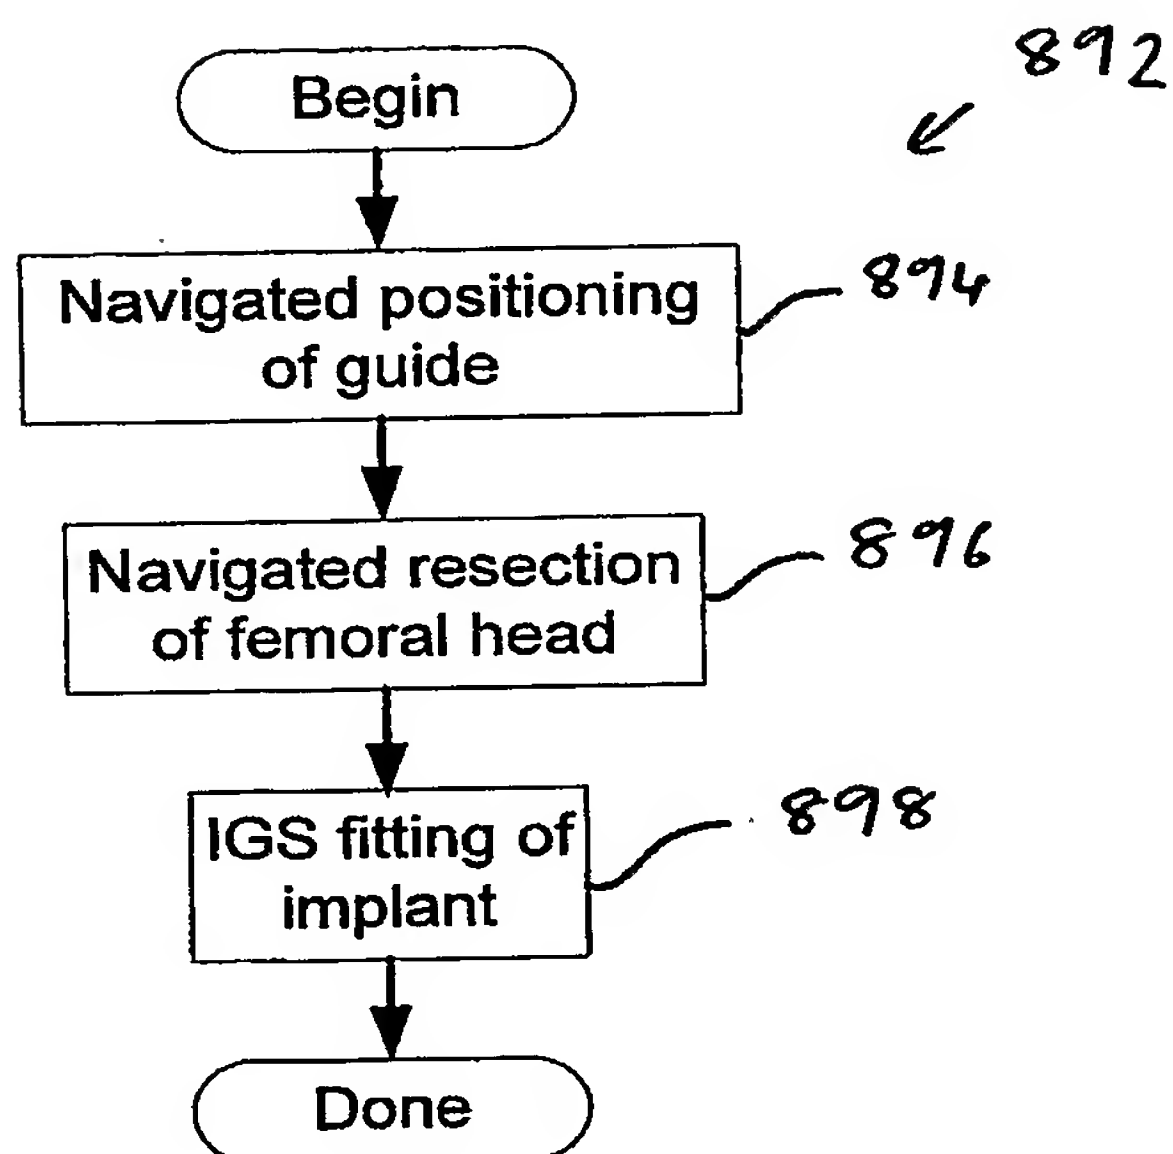 892
Begin
Navigated positioning
of guide
894
Navigated resection
of femoral head
896
IGS fitting of
implant
898
Done